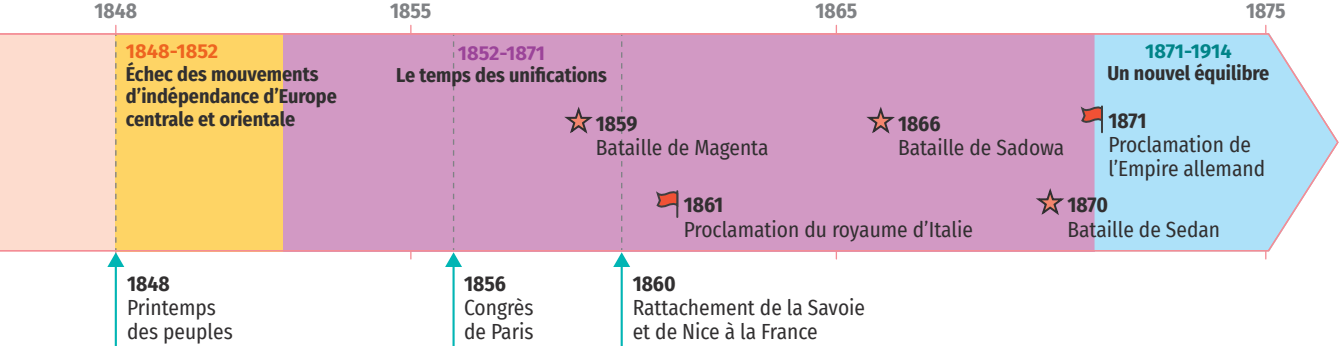 1848 1855 1865 1875
1848-1852
Échec des mouvements
d’indépendance d’Europe
centrale et orientale
1852-1871
Le temps des unifications
1871-1914
Un nouvel équilibre
1859
Bataille de Magenta
1866
Bataille de Sadowa
1871
Proclamation de
l’Empire allemand
1861
Proclamation du royaume d’Italie
1870
Bataille de Sedan
1848
Printemps
des peuples
1856
Congrès
de Paris
1860
Rattachement de la Savoie
et de Nice à la France